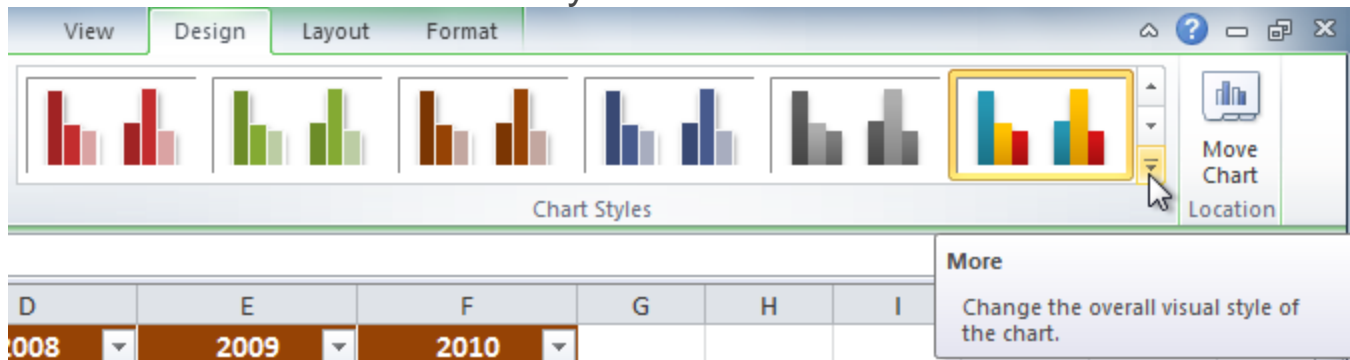 View Design Layout Format
Move
Chart
Chart Styles
Location
More
Change the overall visual style of
the chart.
D E F G H I
2009 2010